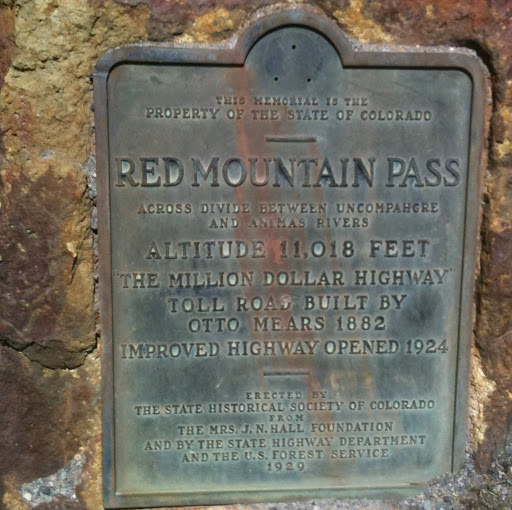 THIS MEMORIAL IS THE
PROPERTY OF THE STATE OF COLORADO
RED MOUNTAIN PASS
ACROSS DIVIDE BETWEEN UNCOMPAHGRE
AND ANIMAS RIVERS
ALTITUDE 11,018 FEET
"THE MILLION DOLLAR HIGHWAY"
TOLL ROAD BUILT BY
OTTO MEARS 1882
IMPROVED HIGHWAY OPENED 1924
ERECTED BY
THE STATE HISTORICAL SOCIETY OF COLORADO
FROM
THE MRS. J. N. HALL FOUNDATION
AND BY THE STATE HIGHWAY DEPARTMENT
AND THE U.S. FOREST SERVICE
1929